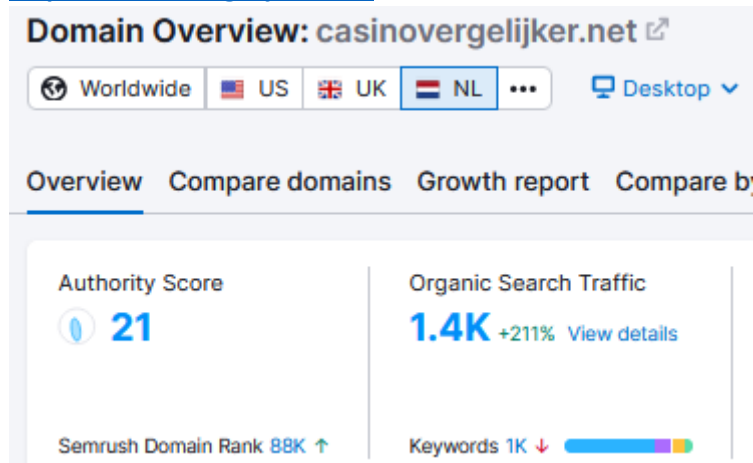 Domain Overview: casinovergelijker.net
Worldwide US UK NL ••• Desktop
Overview Compare domains Growth report Compare by
Authority Score Organic Search Traffic
21 1.4K +211% View details
Semrush Domain Rank 88K ↑ Keywords 1K ↓